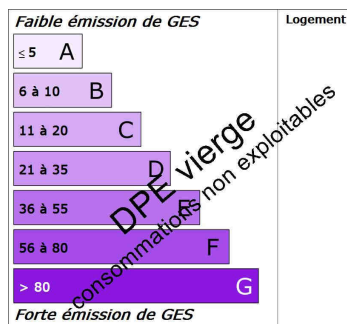 Faible émission de GES
Logement
≤ 5 A
6 à 10 B
11 à 20 C
21 à 35 D
36 à 55 E
56 à 80 F
> 80 G
Forte émission de GES
DPE vierge
consommations non exploitables